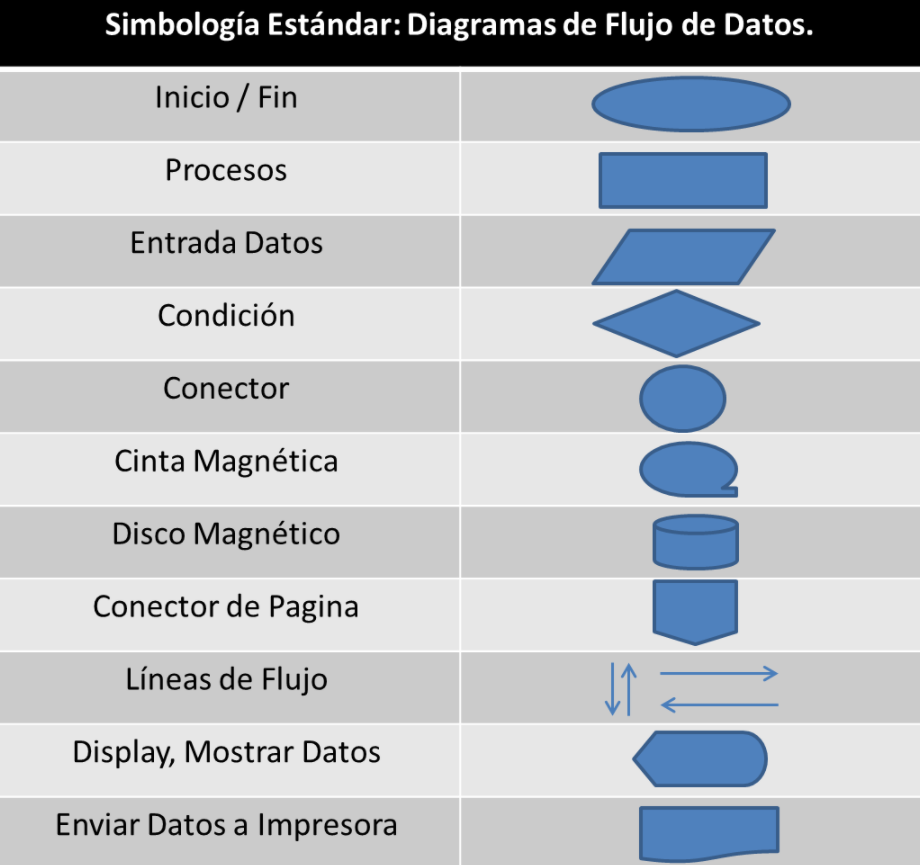 Simbología Estándar: Diagramas de Flujo de Datos.
Inicio / Fin
Procesos
Entrada Datos
Condición
Conector
Cinta Magnética
Disco Magnético
Conector de Pagina
Líneas de Flujo
Display, Mostrar Datos
Enviar Datos a Impresora